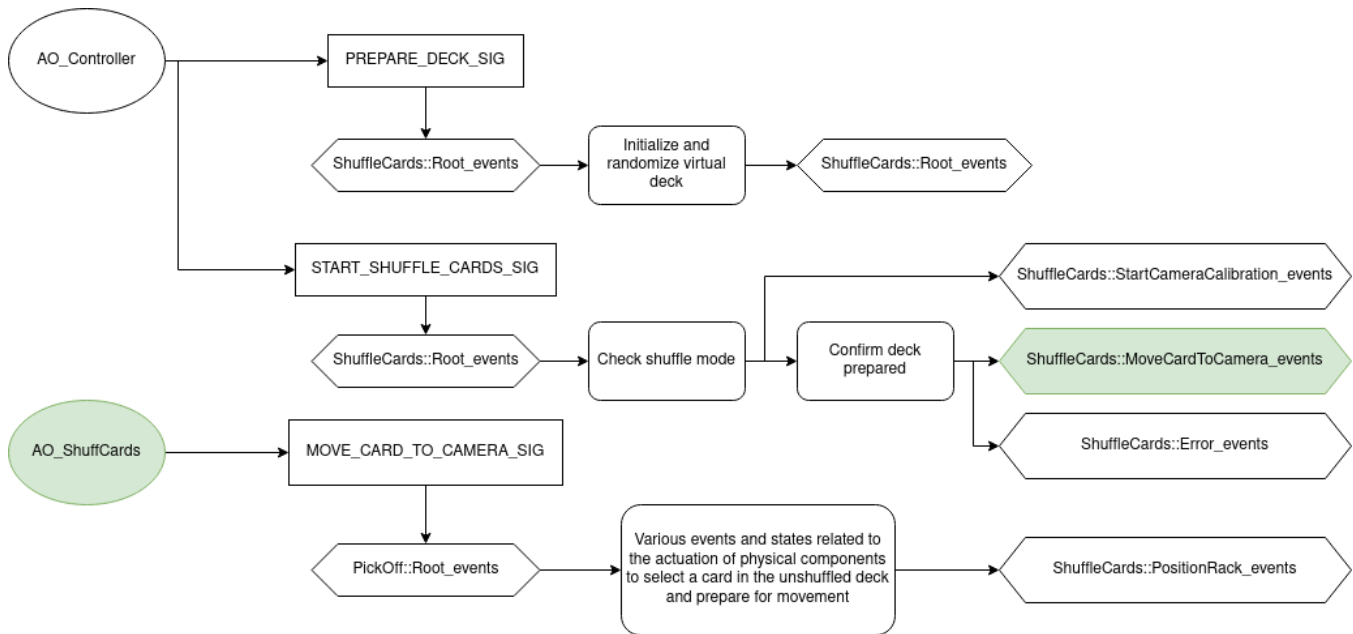 AO_Controller
PREPARE_DECK_SIG
ShuffleCards::Root_events
Initialize and
randomize virtual
deck
ShuffleCards::Root_events
START_SHUFFLE_CARDS_SIG
ShuffleCards::Root_events
Check shuffle mode
Confirm deck
prepared
ShuffleCards::StartCameraCalibration_events
ShuffleCards::MoveCardToCamera_events
ShuffleCards::Error_events
AO_ShuffCards
MOVE_CARD_TO_CAMERA_SIG
PickOff::Root_events
Various events and states related to
the actuation of physical components
to select a card in the unshuffled deck
and prepare for movement
ShuffleCards::PositionRack_events